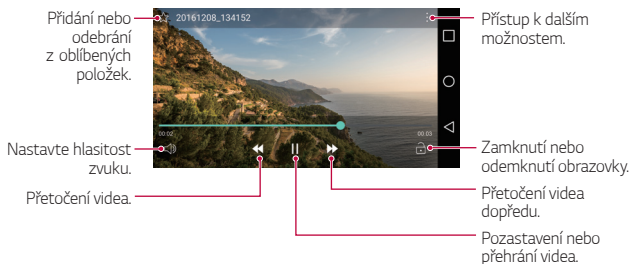 Přidání nebo
odebrání
z oblíbených
položek.
20161208_134152
Přístup k dalším
možnostem.
00:02
00:03
Nastavte hlasitost
zvuku.
Zamknutí nebo
odemknutí obrazovky.
Přetočení videa.
Přetočení videa
dopředu.
Pozastavení nebo
přehrání videa.